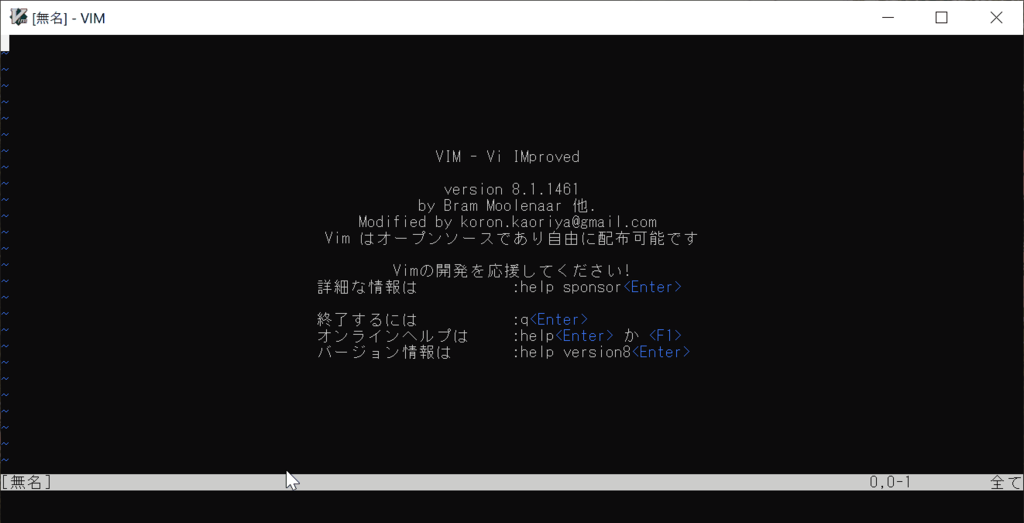 [無名] - VIM
~
~
~
~
~
~
~
VIM - Vi IMproved
~
~
version 8.1.1461
~
by Bram Moolenaar 他.
~
Modified by koron.kaoriya@gmail.com
~
Vim はオープンソースであり自由に配布可能です
~
~
Vimの開発を応援してください!
~
詳細な情報は :help sponsor<Enter>
~
~
終了するには :q<Enter>
~
オンラインヘルプは :help<Enter> か <F1>
~
バージョン情報は :help version8<Enter>
~
~
~
~
~
~
~
[無名] 0,0-1 全て